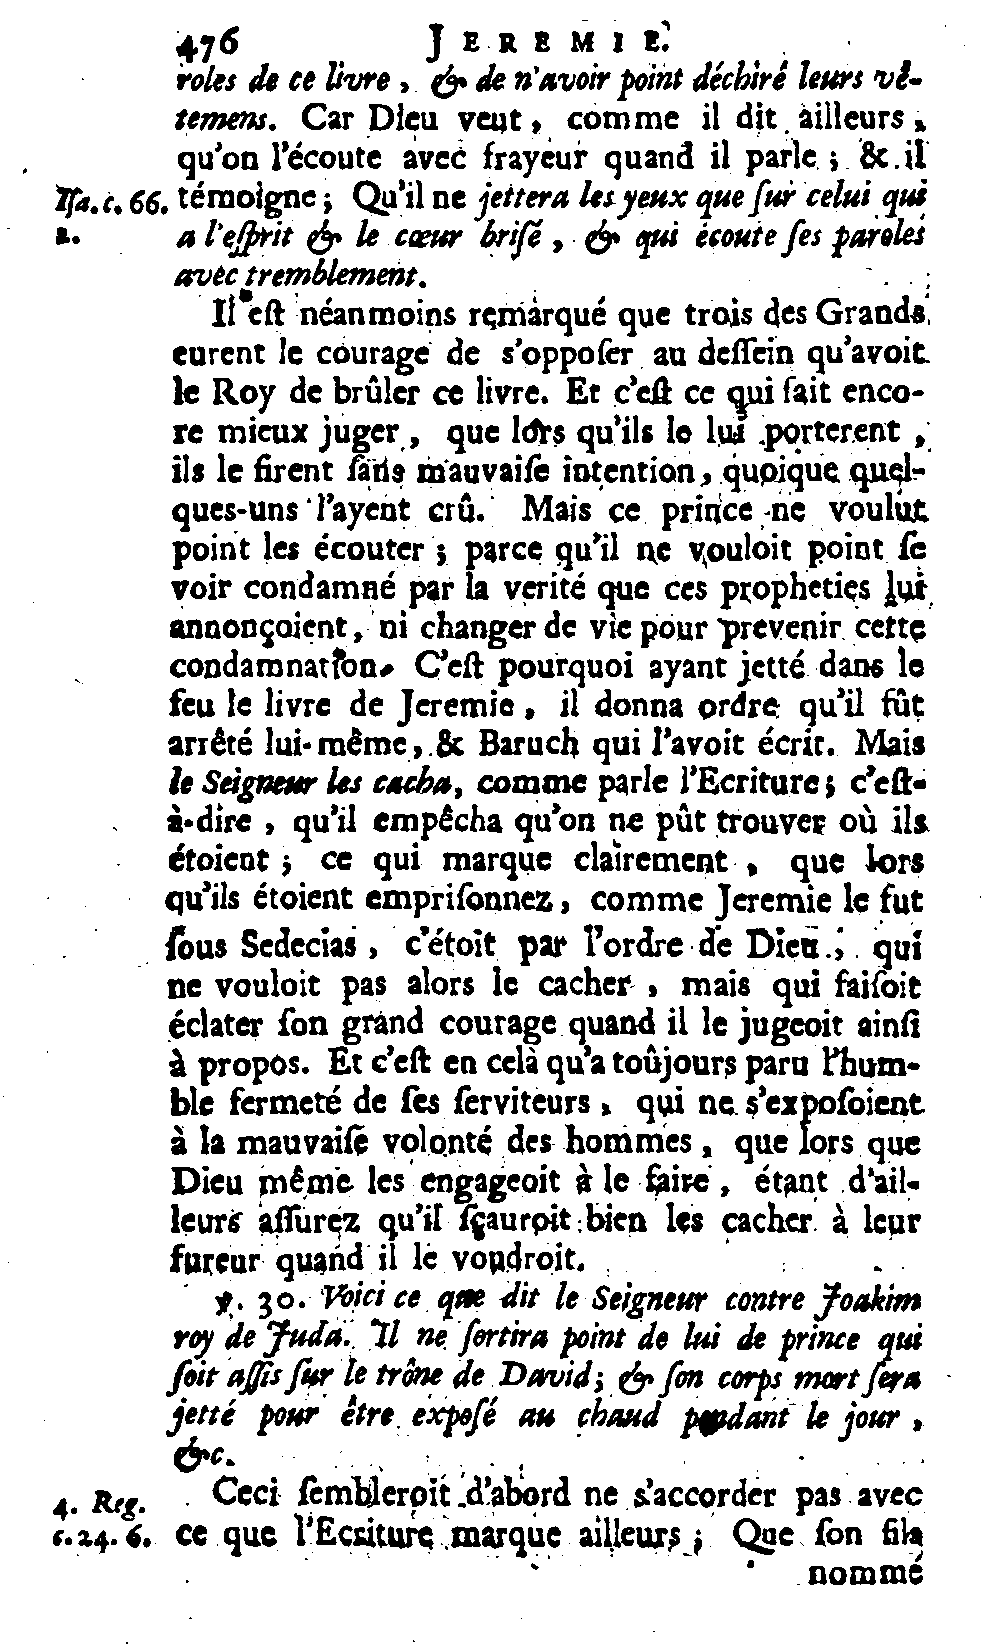 476 JEREMIE.
roles de ce livre, & de n'avoir point déchiré leurs vê-
temens. Car Dieu veut, comme il dit ailleurs,
qu'on l'écoute avec frayeur quand il parle ; & il
Isa. c. 66. témoigne ; Qu'il ne jettera les yeux que ſur celui qui
2. a l'eſprit & le cœur briſé, & qui écoute ſes paroles
avec tremblement.
Il eſt néanmoins remarqué que trois des Grands
eurent le courage de s'oppoſer au deſſein qu'avoit
le Roy de brûler ce livre. Et c'eſt ce qui fait enco-
re mieux juger, que lors qu'ils le lui porterent,
ils le firent ſans mauvaiſe intention, quoique quel-
ques-uns l'ayent crû. Mais ce prince ne voulut
point les écouter ; parce qu'il ne vouloit point ſe
voir condamné par la verité que ces propheties lui
annonçoient, ni changer de vie pour prevenir cette
condamnation. C'eſt pourquoi ayant jetté dans le
feu le livre de Jeremie, il donna ordre qu'il fût
arrêté lui-même, & Baruch qui l'avoit écrit. Mais
le Seigneur les cacha, comme parle l'Ecriture ; c'eſt-
à-dire, qu'il empêcha qu'on ne pût trouver où ils
étoient ; ce qui marque clairement, que lors
qu'ils étoient empriſonnez, comme Jeremie le fut
ſous Sedecias, c'étoit par l'ordre de Dieu ; qui
ne vouloit pas alors le cacher, mais qui faiſoit
éclater ſon grand courage quand il le jugeoit ainſi
à propos. Et c'eſt en celà qu'a toûjours paru l'hum-
ble fermeté de ſes ſerviteurs, qui ne s'expoſoient
à la mauvaiſe volonté des hommes, que lors que
Dieu même les engageoit à le faire, étant d'ail-
leurs aſſurez qu'il ſçauroit bien les cacher à leur
fureur quand il le voudroit.
℣. 30. Voici ce que dit le Seigneur contre Joakim
roy de Juda. Il ne ſortira point de lui de prince qui
ſoit aſſis ſur le trône de David ; & ſon corps mort ſera
jetté pour être expoſé au chaud pendant le jour,
&c.
4. Reg. Ceci ſembleroit d'abord ne s'accorder pas avec
c. 24. 6. ce que l'Ecriture marque ailleurs ; Que ſon fils
nommé